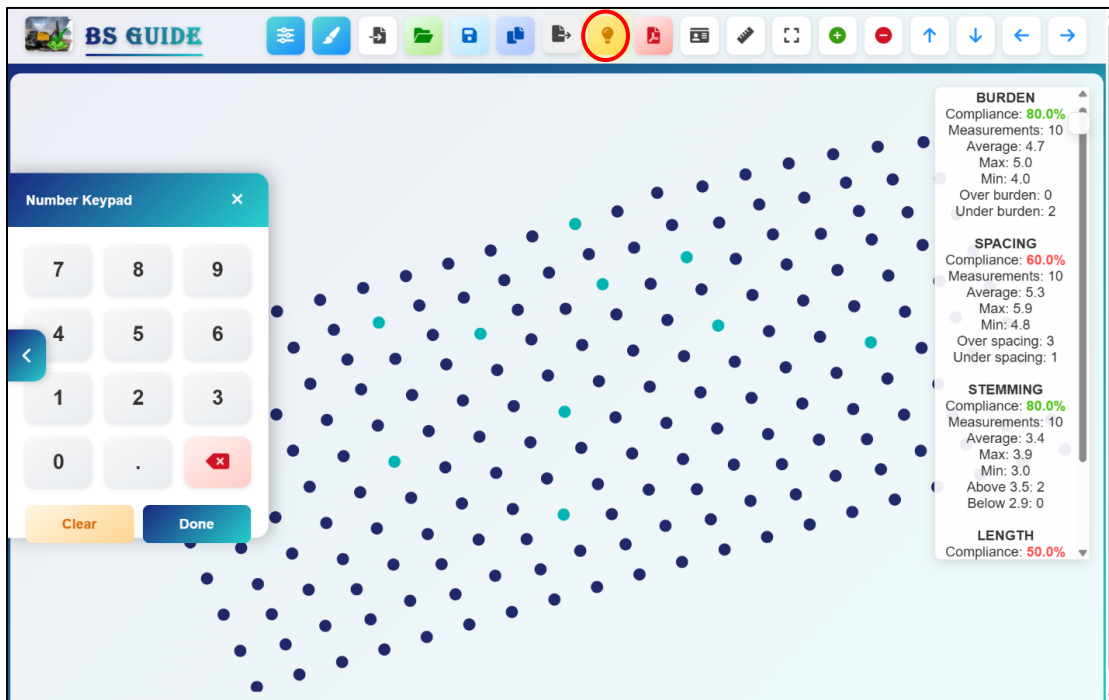 BS GUIDE
Number Keypad
7 8 9
4 5 6
1 2 3
0 .
Clear Done
BURDEN
Compliance: 80.0%
Measurements: 10
Average: 4.7
Max: 5.0
Min: 4.0
Over burden: 0
Under burden: 2
SPACING
Compliance: 60.0%
Measurements: 10
Average: 5.3
Max: 5.9
Min: 4.8
Over spacing: 3
Under spacing: 1
STEMMING
Compliance: 80.0%
Measurements: 10
Average: 3.4
Max: 3.9
Min: 3.0
Above 3.5: 2
Below 2.9: 0
LENGTH
Compliance: 50.0%